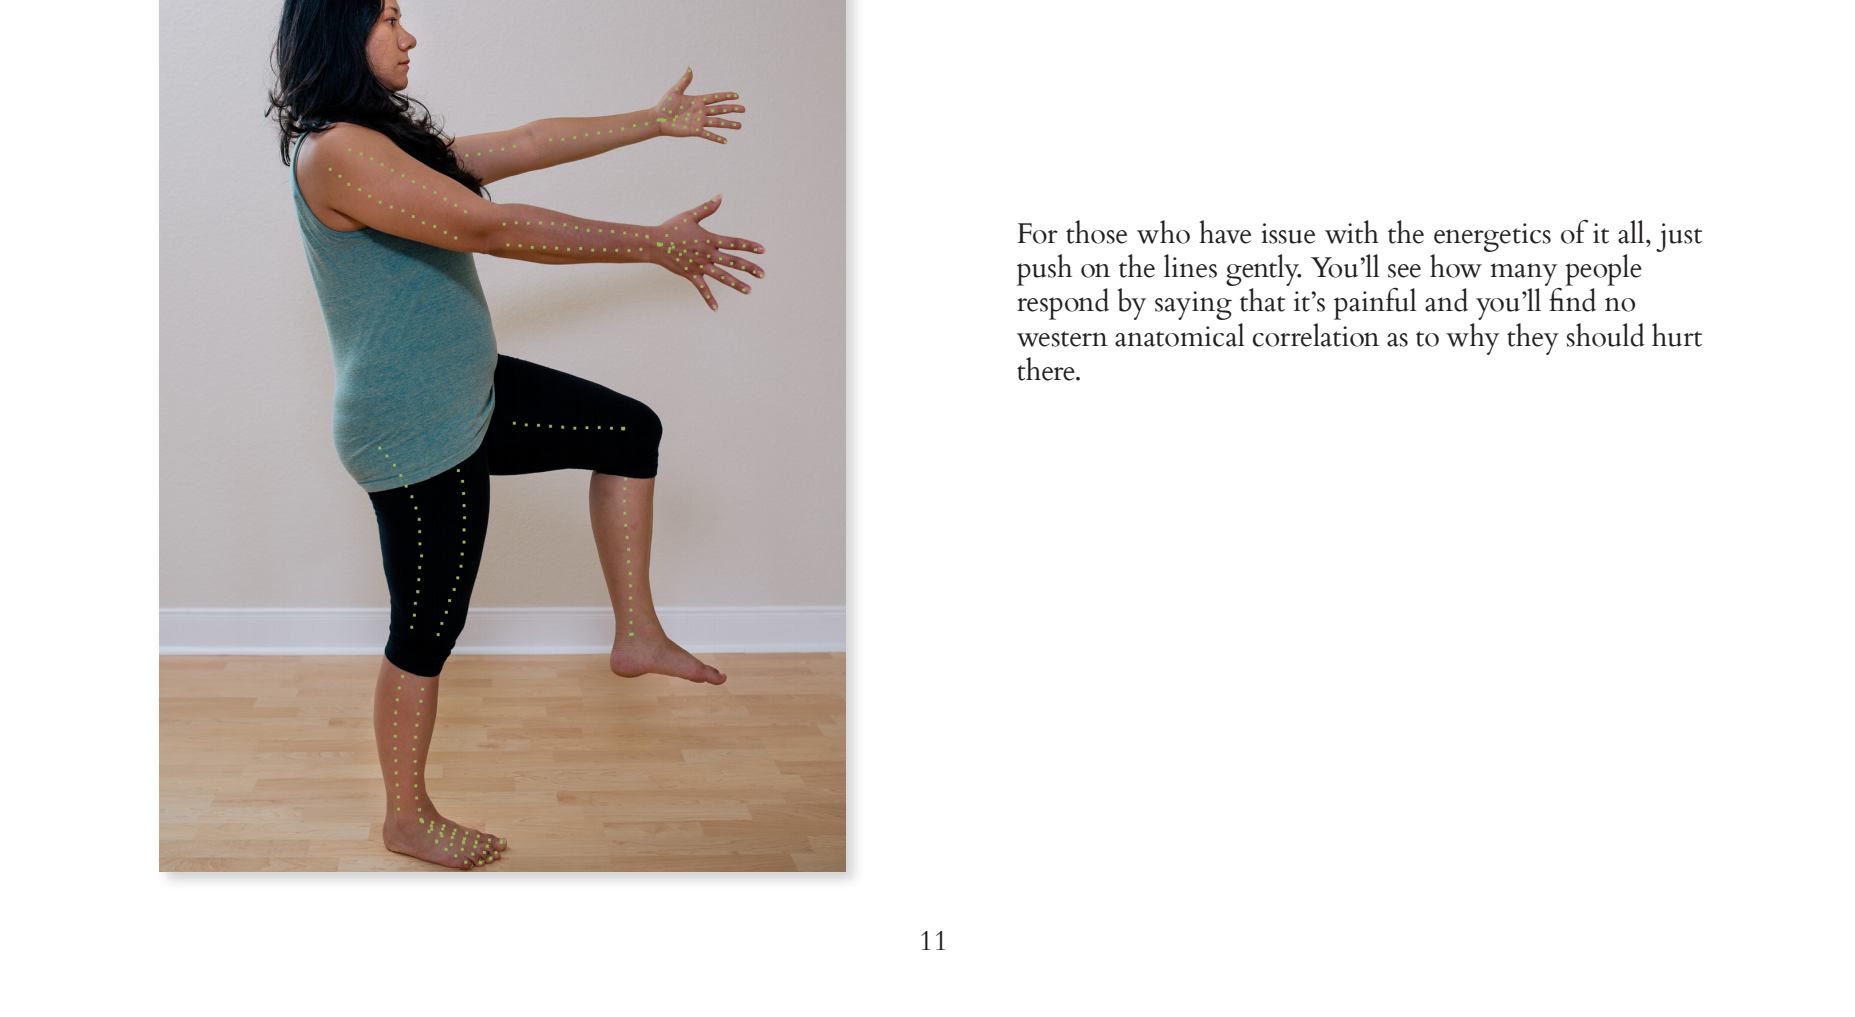 For those who have issue with the energetics of it all, just
push on the lines gently. You’ll see how many people
respond by saying that it’s painful and you’ll find no
western anatomical correlation as to why they should hurt
there.
11